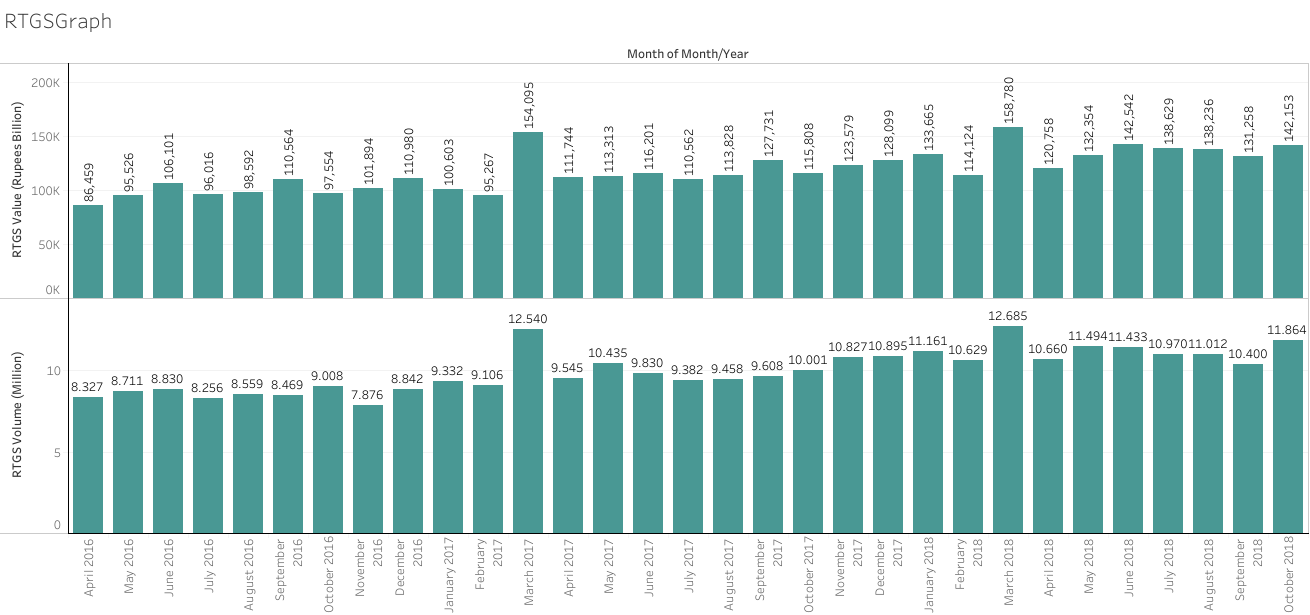 RTGSGraph
Month of Month/Year
RTGS Value (Rupees Billion)
200K
150K
100K
50K
0K
86,459
95,526
106,101
96,016
98,592
110,564
97,554
101,894
110,980
100,603
95,267
154,095
111,744
113,313
116,201
110,562
113,828
127,731
115,808
123,579
128,099
133,665
114,124
158,780
120,758
132,354
142,542
138,629
138,236
131,258
142,153
RTGS Volume (Million)
10
5
0
8.327
8.711
8.830
8.256
8.559
8.469
9.008
7.876
8.842
9.332
9.106
12.540
9.545
10.435
9.830
9.382
9.458
9.608
10.001
10.827
10.895
11.161
10.629
12.685
10.660
11.494
11.433
10.970
11.012
10.400
11.864
April 2016
May 2016
June 2016
July 2016
August 2016
September
2016
October 2016
November
2016
December
2016
January 2017
February
2017
March 2017
April 2017
May 2017
June 2017
July 2017
August 2017
September
2017
October 2017
November
2017
December
2017
January 2018
February
2018
March 2018
April 2018
May 2018
June 2018
July 2018
August 2018
September
2018
October 2018